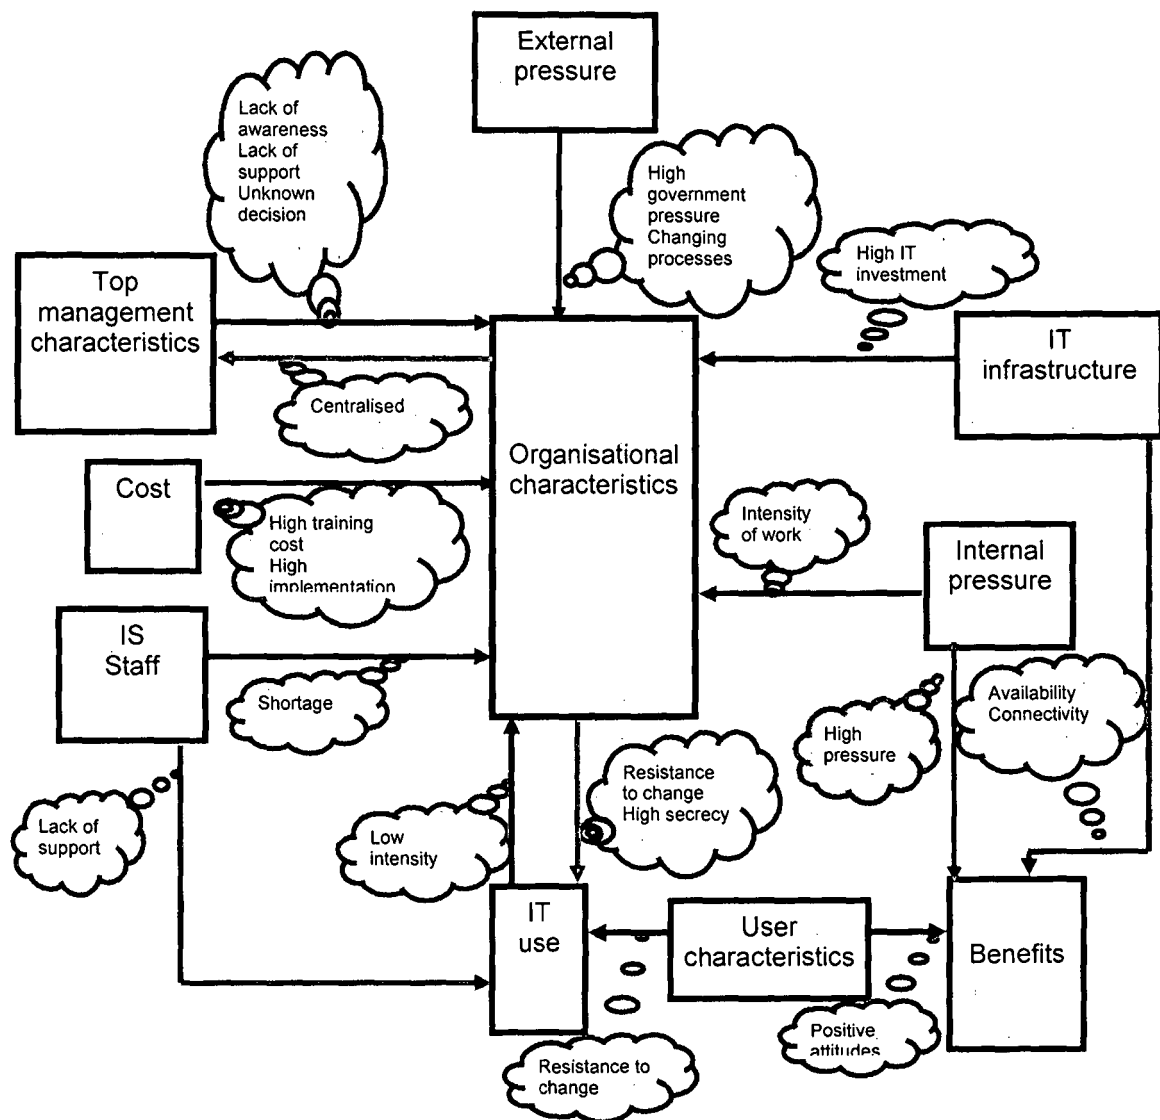 External
pressure
Lack of
awareness
Lack of
support
Unknown
decision
High
government
pressure
Changing
processes
High IT
investment
Top
management
characteristics
IT
infrastructure
Centralised
Organisational
characteristics
Cost
High training
cost
High
implementation
Intensity
of work
Internal
pressure
IS
Staff
Shortage
Availability
Connectivity
High
pressure
Resistance
to change
High secrecy
Lack of
support
Low
intensity
IT
use
User
characteristics
Benefits
Positive
attitudes
Resistance to
change